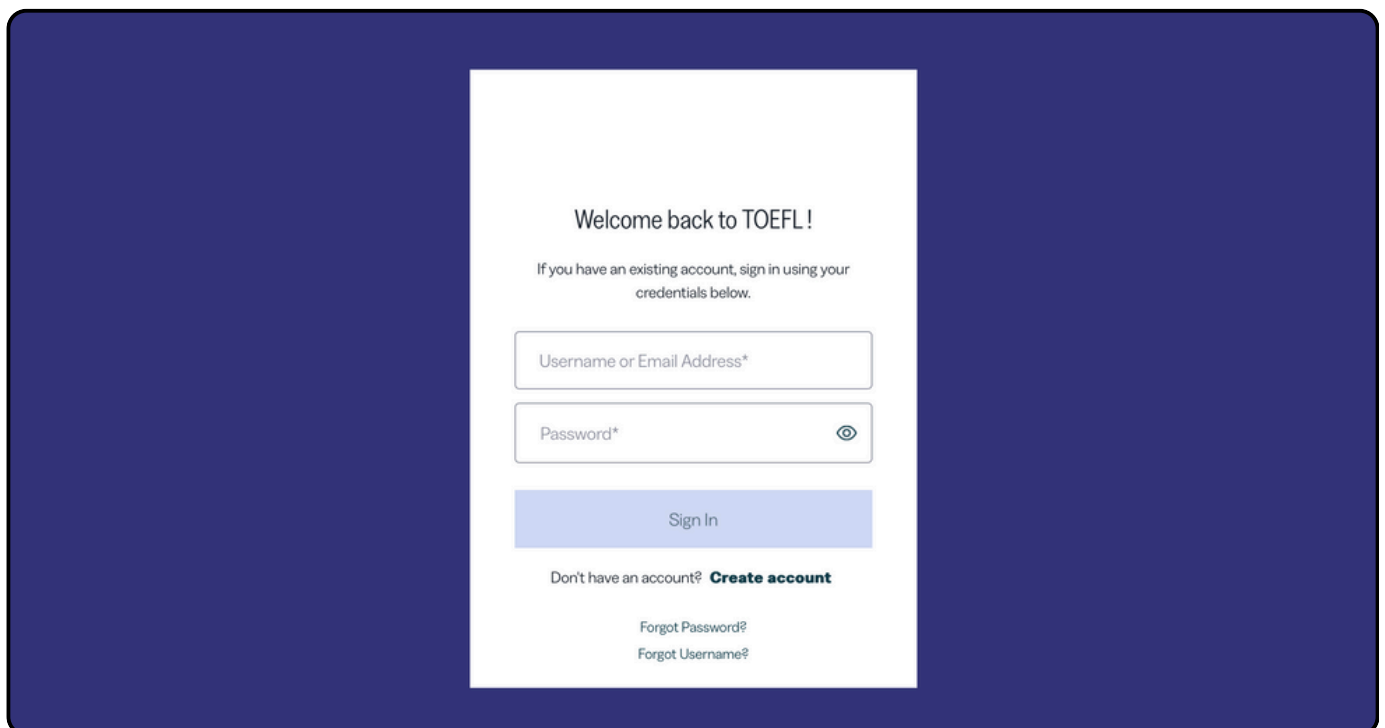 Welcome back to TOEFL!
If you have an existing account, sign in using your
credentials below.
Username or Email Address*
Password*
Sign In
Don't have an account? Create account
Forgot Password?
Forgot Username?